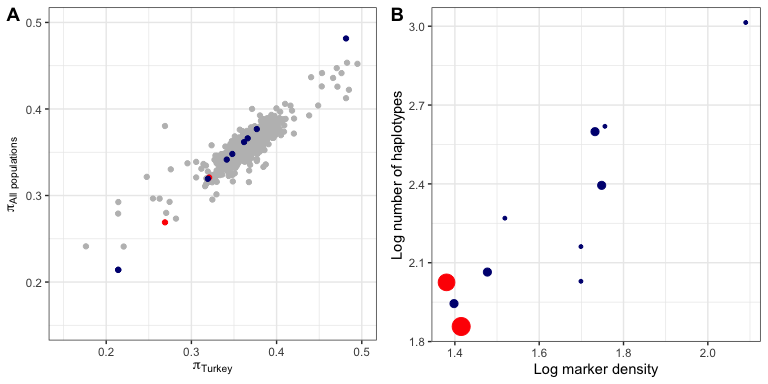 A
0.5
0.4
0.3
0.2
πAll populations
0.2
0.3
0.4
0.5
πTurkey
B
3.0
2.7
2.4
2.1
1.8
Log number of haplotypes
1.4
1.6
1.8
2.0
Log marker density